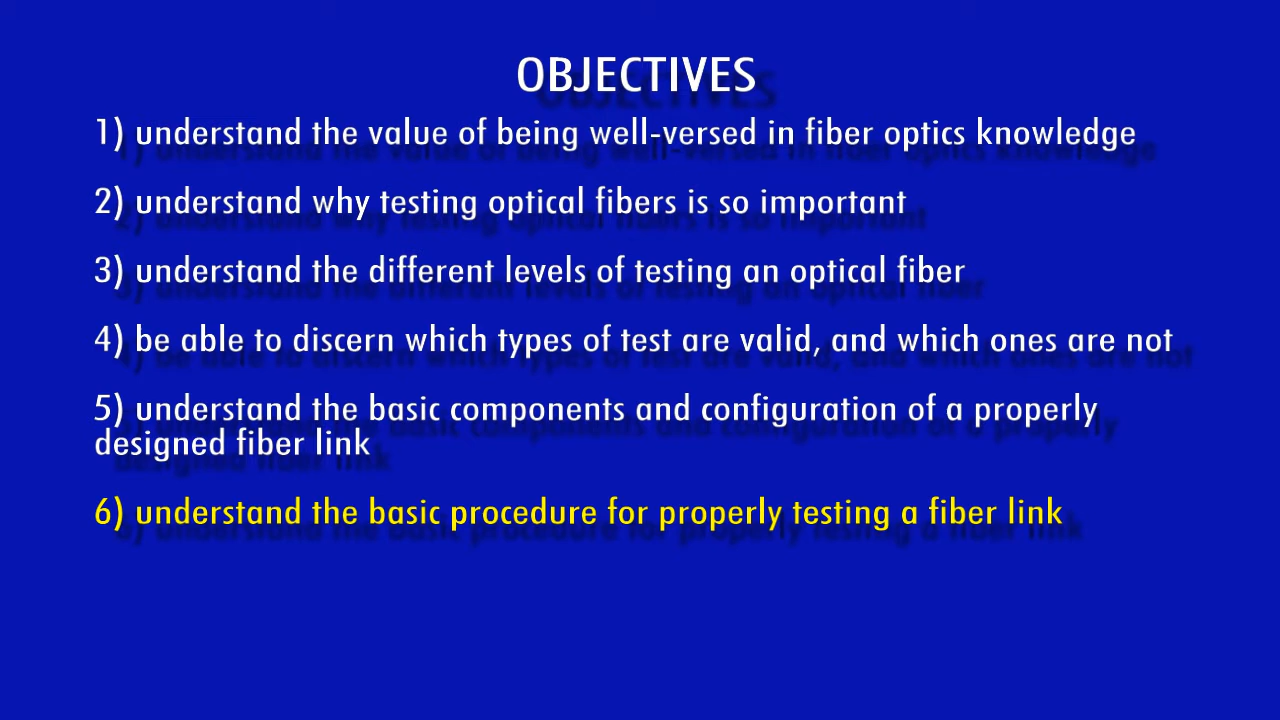 OBJECTIVES
1) understand the value of being well-versed in fiber optics knowledge
2) understand why testing optical fibers is so important
3) understand the different levels of testing an optical fiber
4) be able to discern which types of test are valid, and which ones are not
5) understand the basic components and configuration of a properly
designed fiber link
6) understand the basic procedure for properly testing a fiber link